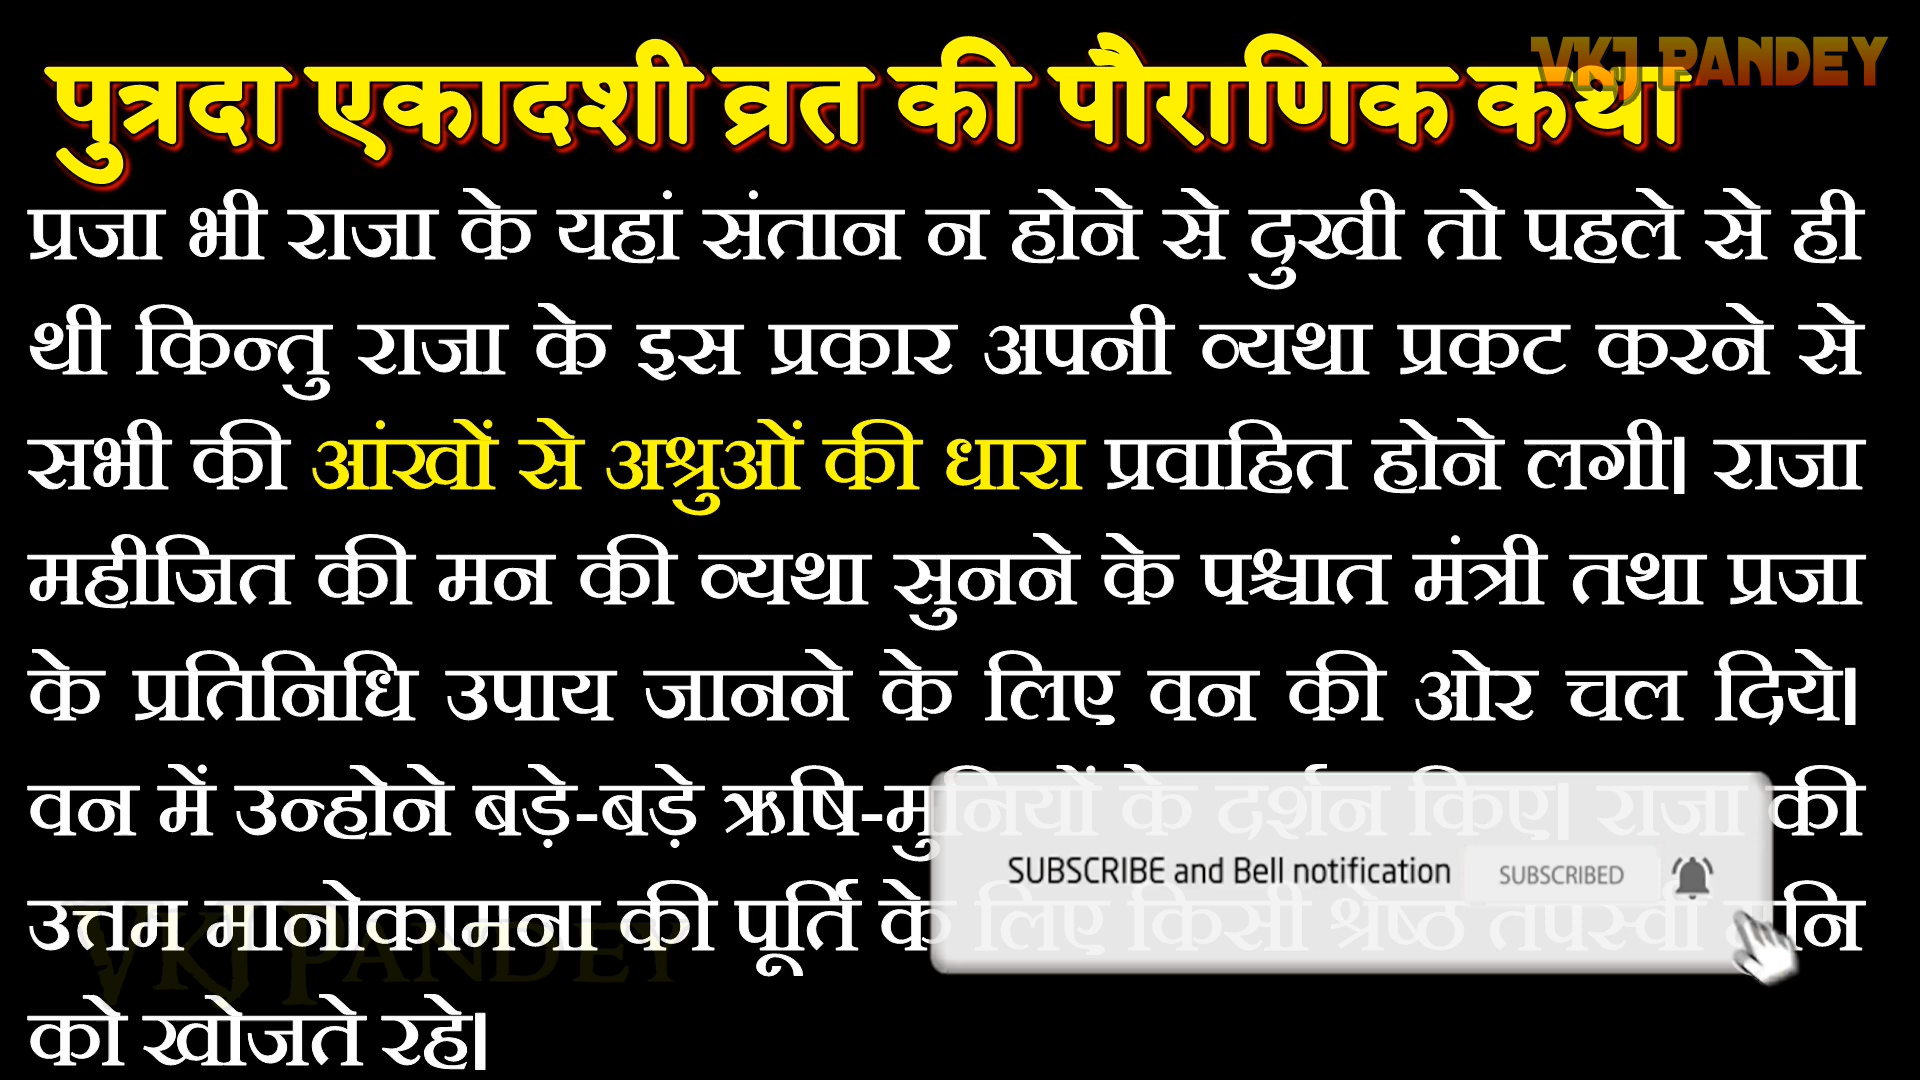 पुत्रदा एकादशी व्रत की पौराणिक कथा
VKJ PANDEY
प्रजा भी राजा के यहां संतान न होने से दुखी तो पहले से ही
थी किन्तु राजा के इस प्रकार अपनी व्यथा प्रकट करने से
सभी की आंखों से अश्रुओं की धारा प्रवाहित होने लगी। राजा
महीजित की मन की व्यथा सुनने के पश्चात मंत्री तथा प्रजा
के प्रतिनिधि उपाय जानने के लिए वन की ओर चल दिये।
वन में उन्होने बड़े-बड़े ऋषि-मुनियों के दर्शन किए। राजा की
SUBSCRIBE and Bell notification SUBSCRIBED
उत्तम मानोकामना की पूर्ति के लिए किसी श्रेष्ठ तपस्वी
VKJ PANDEY
को खोजते रहे।